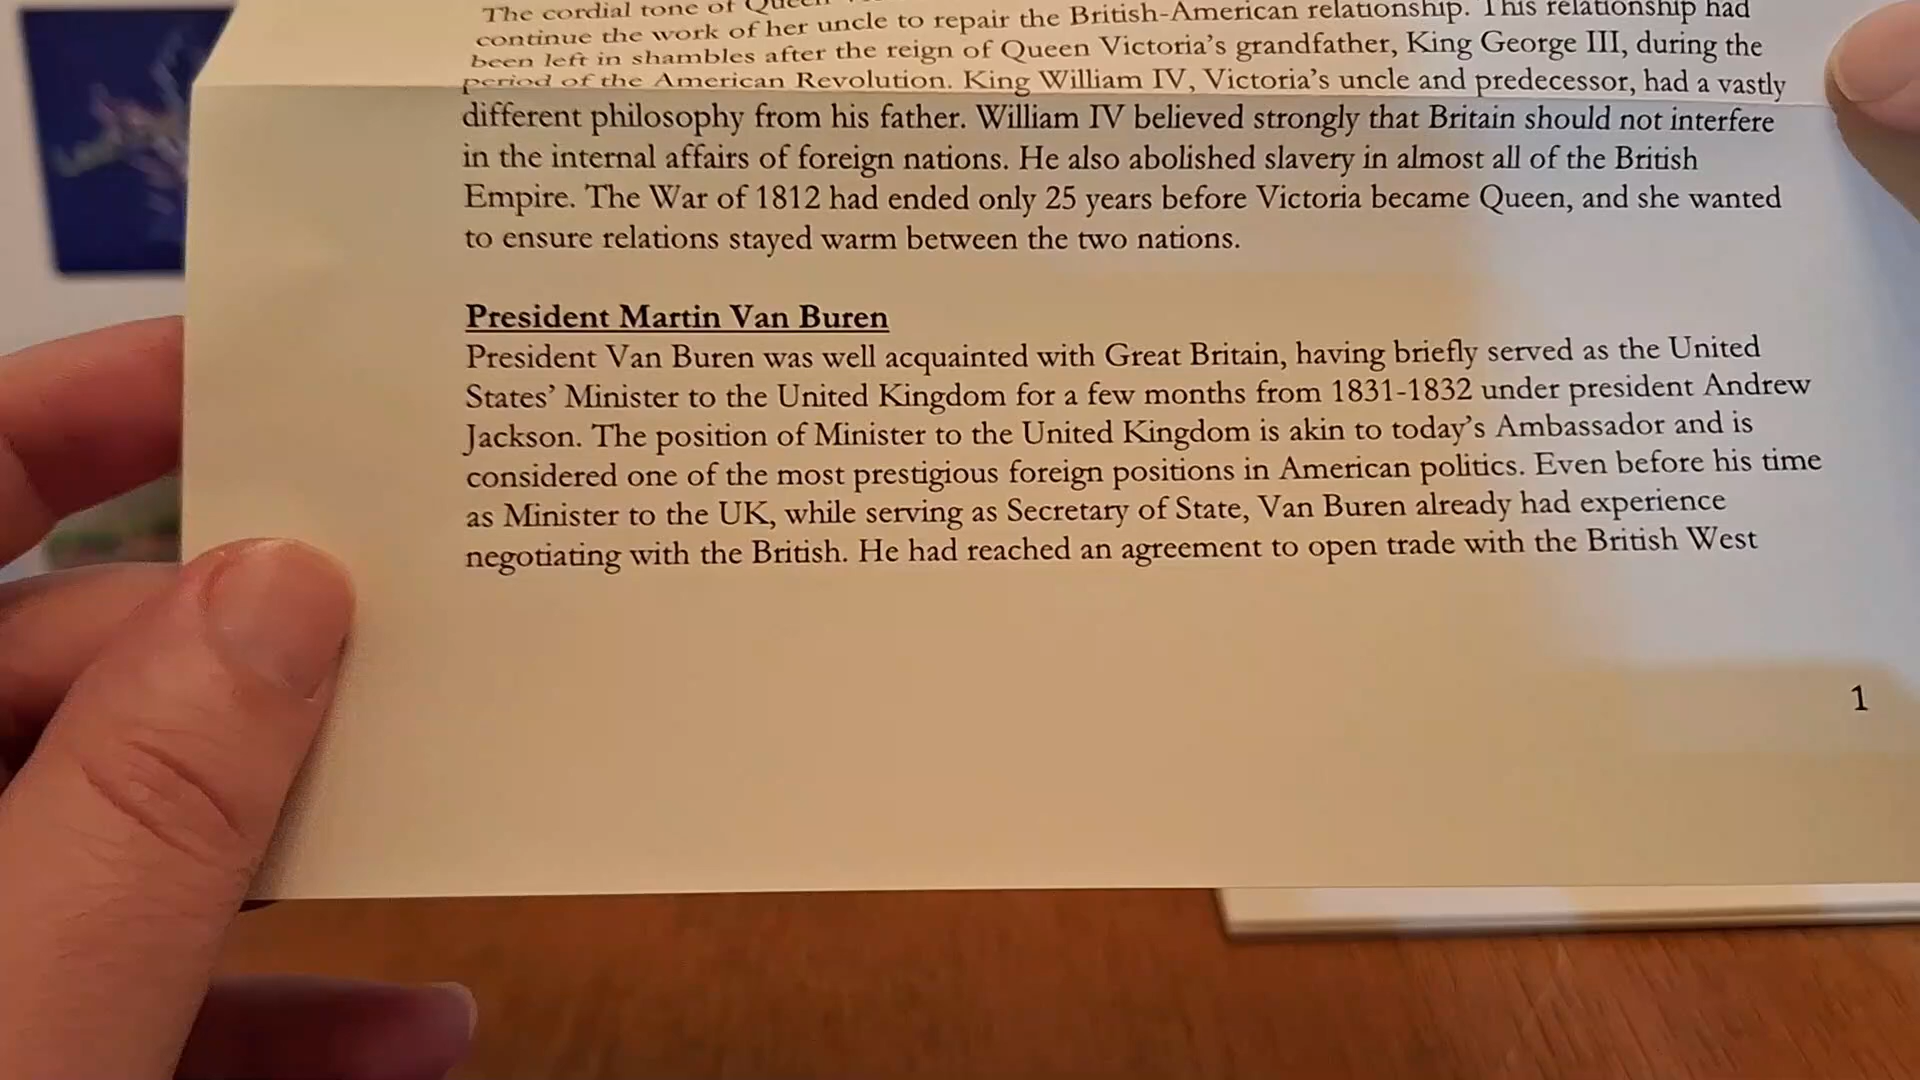 The cordial tone of Queen
continue the work of her uncle to repair the British-American relationship. This relationship had
been left in shambles after the reign of Queen Victoria's grandfather, King George III, during the
period of the American Revolution. King William IV, Victoria's uncle and predecessor, had a vastly
different philosophy from his father. William IV believed strongly that Britain should not interfere
in the internal affairs of foreign nations. He also abolished slavery in almost all of the British
Empire. The War of 1812 had ended only 25 years before Victoria became Queen, and she wanted
to ensure relations stayed warm between the two nations.
President Martin Van Buren
President Van Buren was well acquainted with Great Britain, having briefly served as the United
States' Minister to the United Kingdom for a few months from 1831-1832 under president Andrew
Jackson. The position of Minister to the United Kingdom is akin to today's Ambassador and is
considered one of the most prestigious foreign positions in American politics. Even before his time
as Minister to the UK, while serving as Secretary of State, Van Buren already had experience
negotiating with the British. He had reached an agreement to open trade with the British West
1